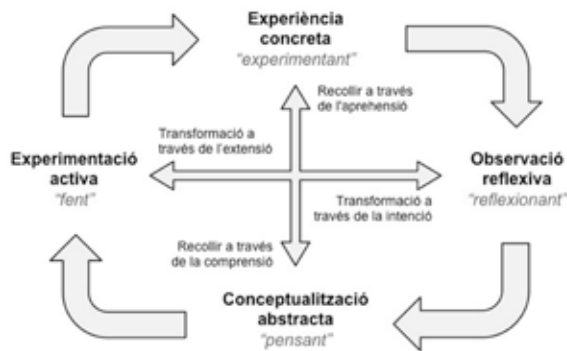 Experiència
concreta
“experimentant”
Recollir a través
de l'aprehensió
Transformació a
través de l'extensió
Experimentació
activa
“fent”
Observació
reflexiva
“reflexionant”
Transformació a
través de la intenció
Recollir a través
de la comprensió
Conceptualització
abstracta
“pensant”